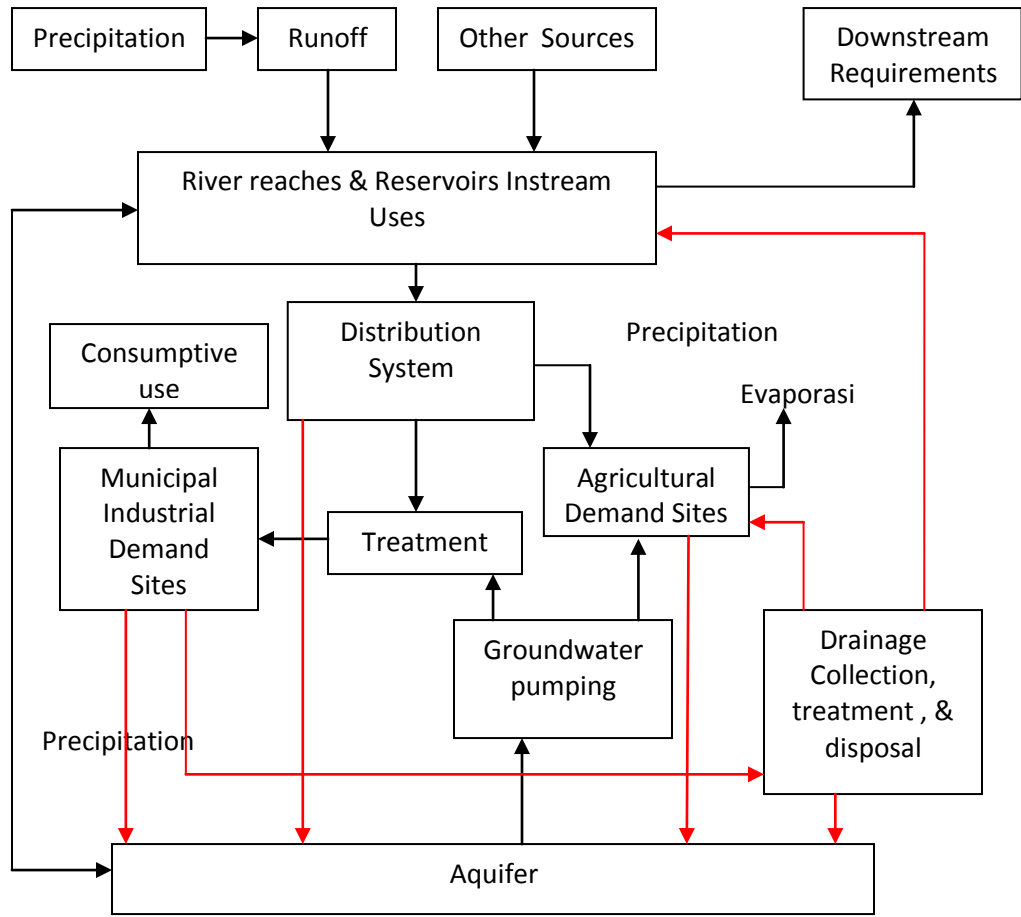 Precipitation
Runoff
Other Sources
Downstream
Requirements
River reaches & Reservoirs Instream
Uses
Distribution
System
Precipitation
Consumptive
use
Evaporasi
Municipal
Industrial
Demand
Sites
Agricultural
Demand Sites
Treatment
Groundwater
pumping
Drainage
Collection,
treatment , &
disposal
Precipitation
Aquifer